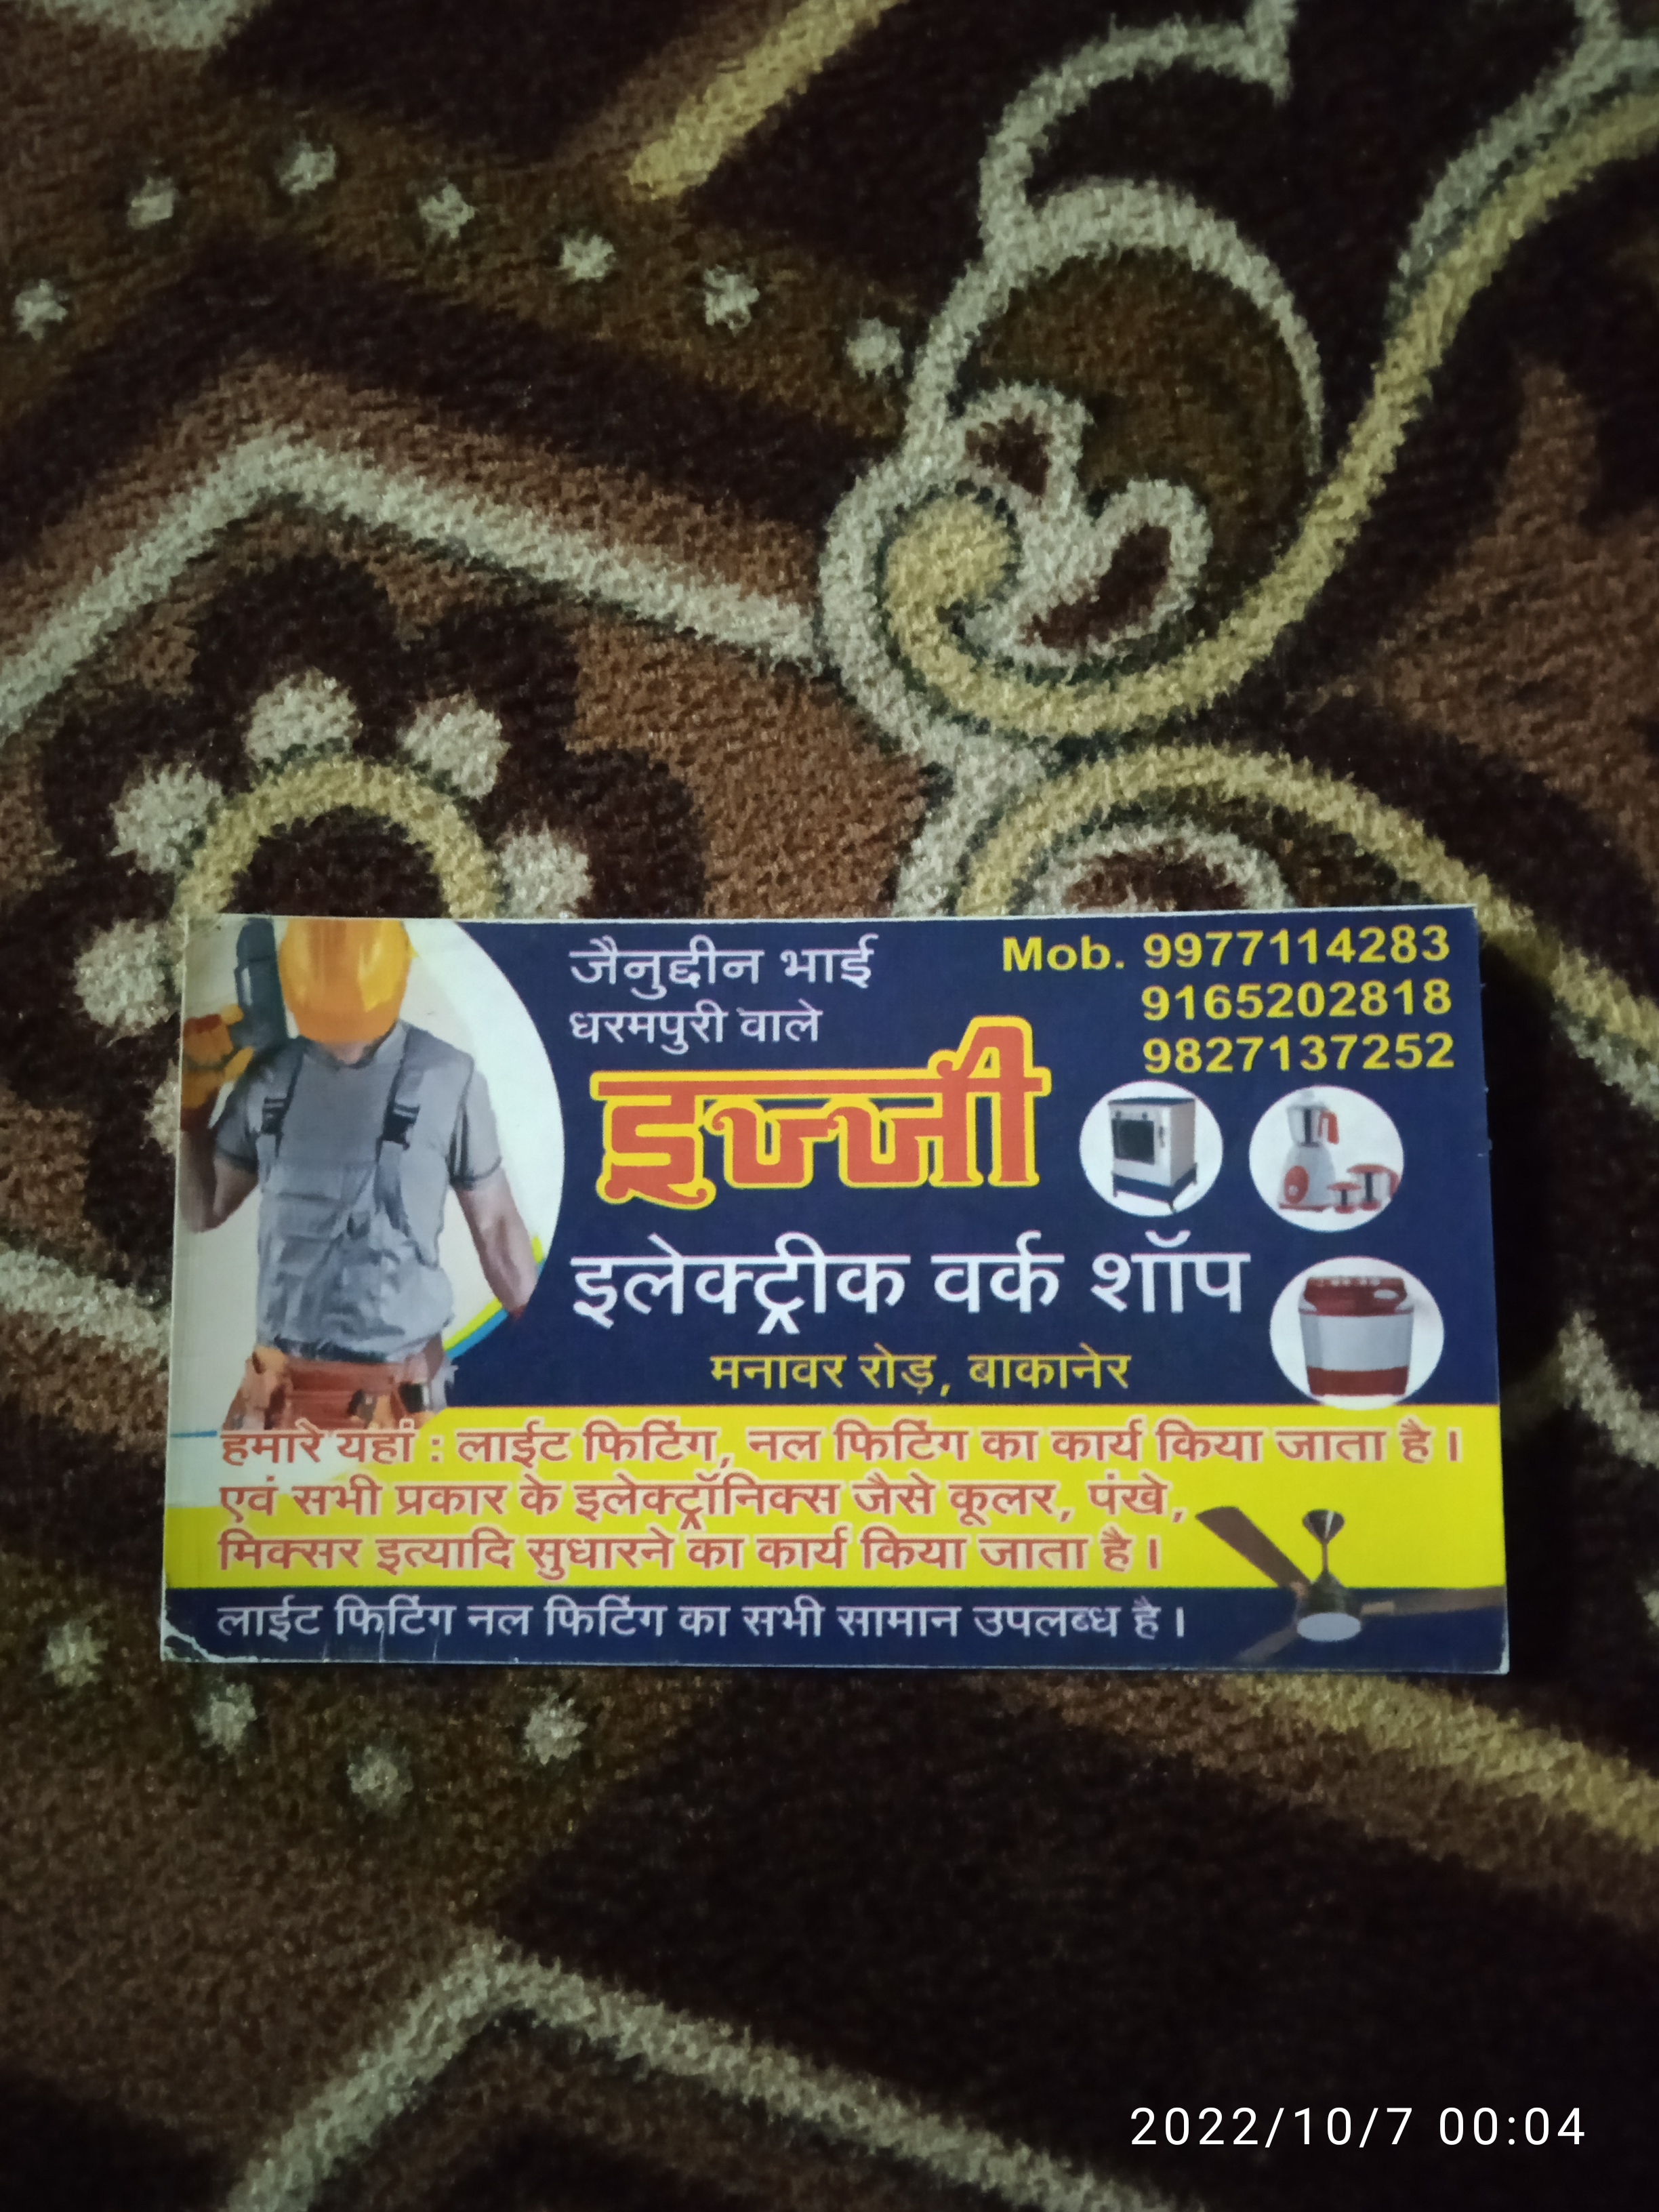 जैनुद्दीन भाई
धरमपुरी वाले
Mob. 9977114283
9165202818
9827137252
इज्जी
इलेक्ट्रीक वर्क शॉप
मनावर रोड़, बाकानेर
हमारे यहां : लाईट फिटिंग, नल फिटिंग का कार्य किया जाता है।
एवं सभी प्रकार के इलेक्ट्रॉनिक्स जैसे कूलर, पंखे,
मिक्सर इत्यादि सुधारने का कार्य किया जाता है।
लाईट फिटिंग नल फिटिंग का सभी सामान उपलब्ध है।
2022/10/7 00:04